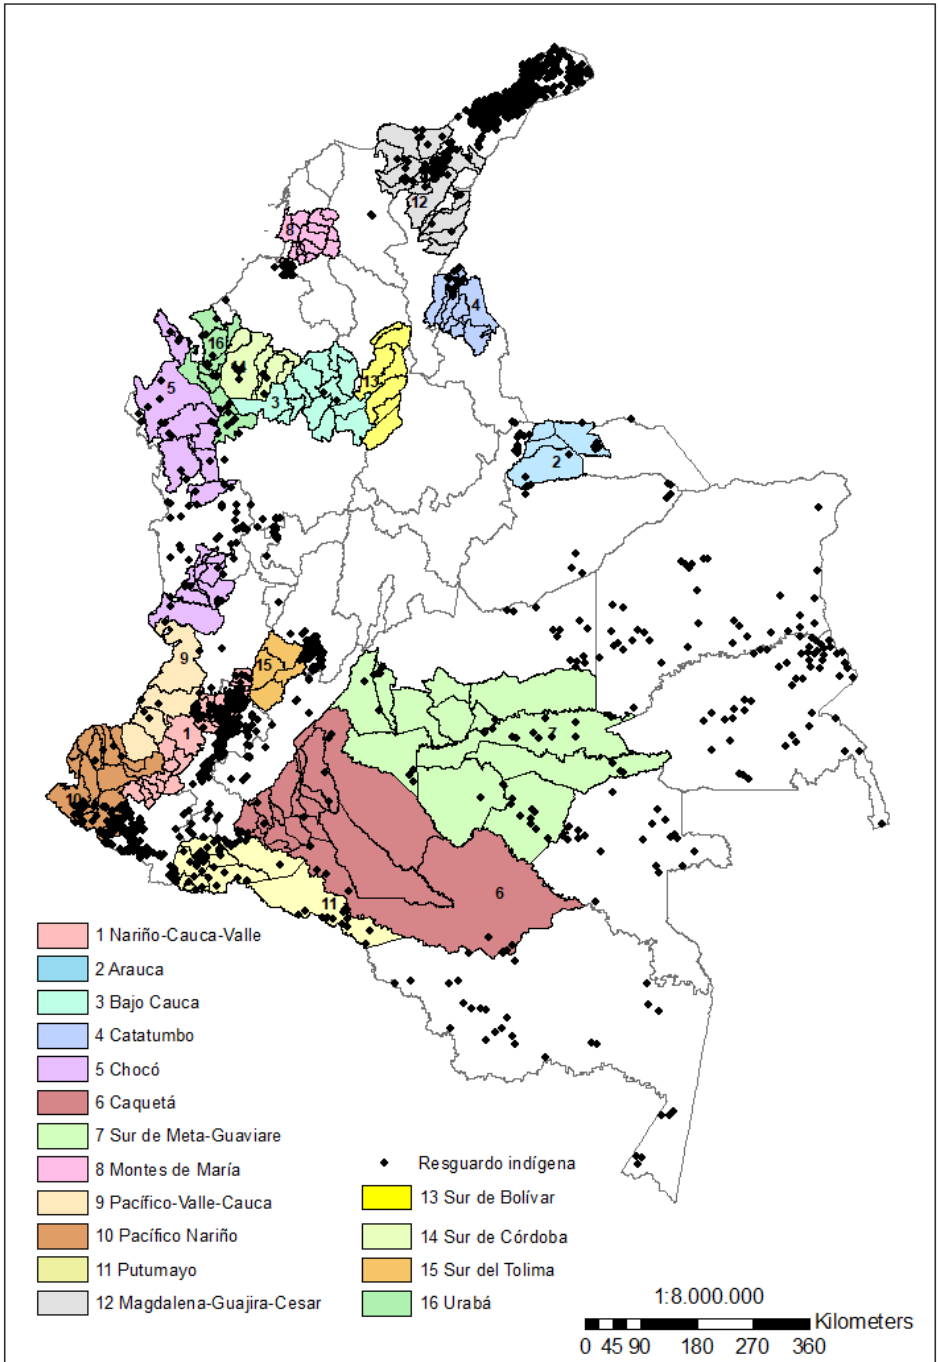 12
8
4
16
14
5
13
3
2
9
15
1
7
10
6
11
1 Nariño-Cauca-Valle
2 Arauca
3 Bajo Cauca
4 Catatumbo
5 Chocó
6 Caquetá
7 Sur de Meta-Guaviare
8 Montes de María
9 Pacífico-Valle-Cauca
10 Pacífico Nariño
11 Putumayo
12 Magdalena-Guajira-Cesar
Resguardo indígena
13 Sur de Bolívar
14 Sur de Córdoba
15 Sur del Tolima
16 Urabá
1:8.000.000
Kilometers
0 45 90 180 270 360